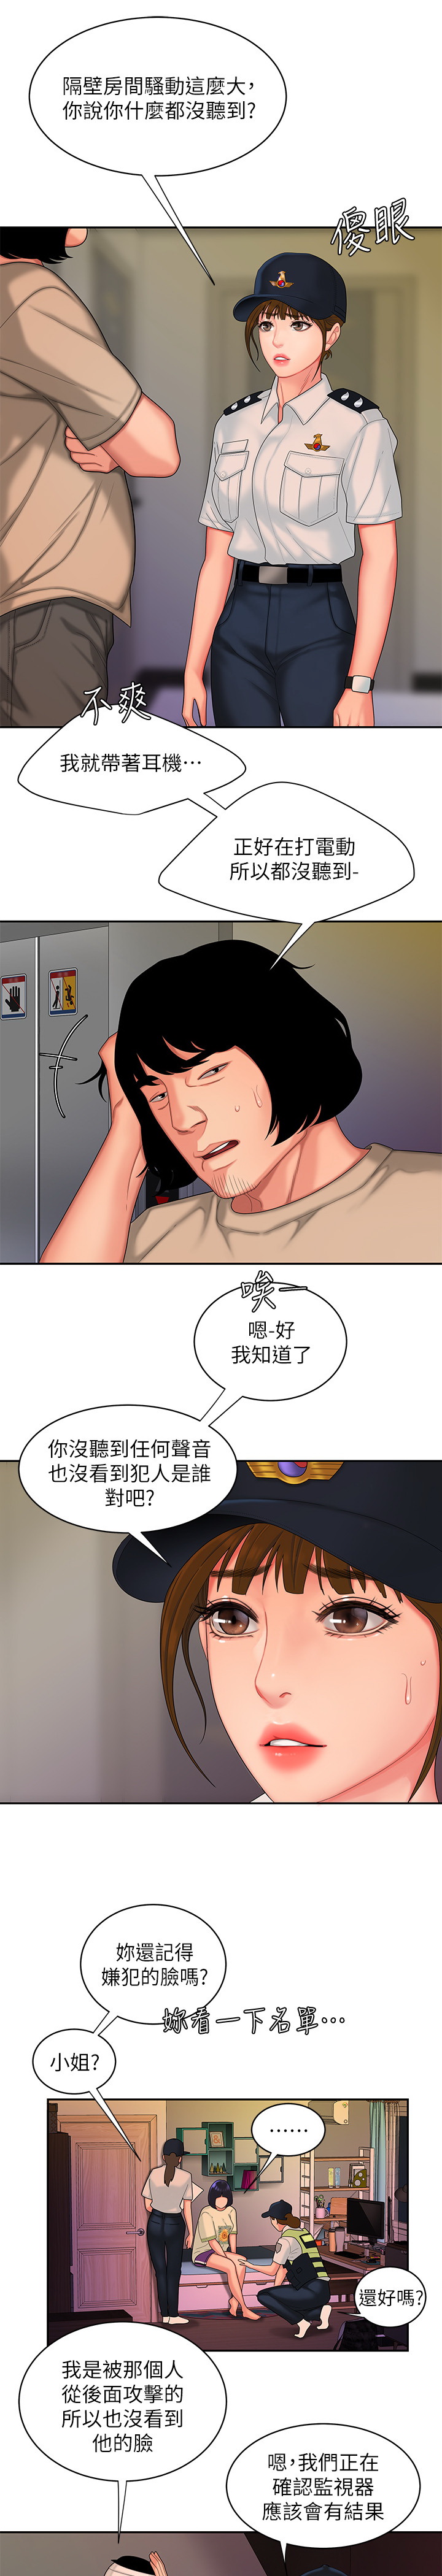 隔壁房間騷動這麼大，
你說你什麼都沒聽到?
傻眼
不爽
我就帶著耳機⋯
正好在打電動
所以都沒聽到-
唉一
嗯-好
我知道了
你沒聽到任何聲音
也沒看到犯人是誰
對吧?
妳還記得
嫌犯的臉嗎?
妳看一下名單⋯
小姐?
⋯⋯
還好嗎?
我是被那個人
從後面攻擊的
所以也沒看到
他的臉
嗯，我們正在
確認監視器
應該會有結果